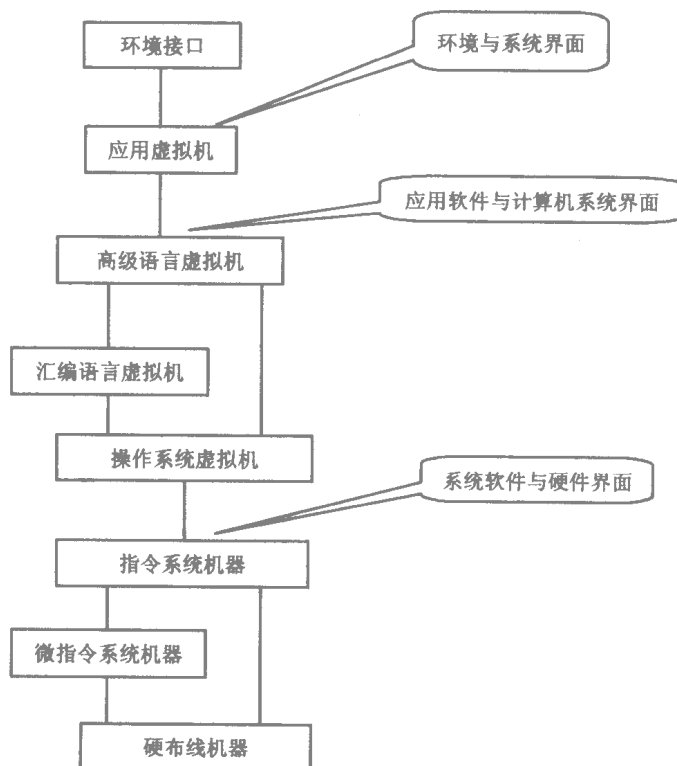 环境接口
环境与系统界面
应用虚拟机
应用软件与计算机系统界面
高级语言虚拟机
汇编语言虚拟机
操作系统虚拟机
系统软件与硬件界面
指令系统机器
微指令系统机器
硬布线机器